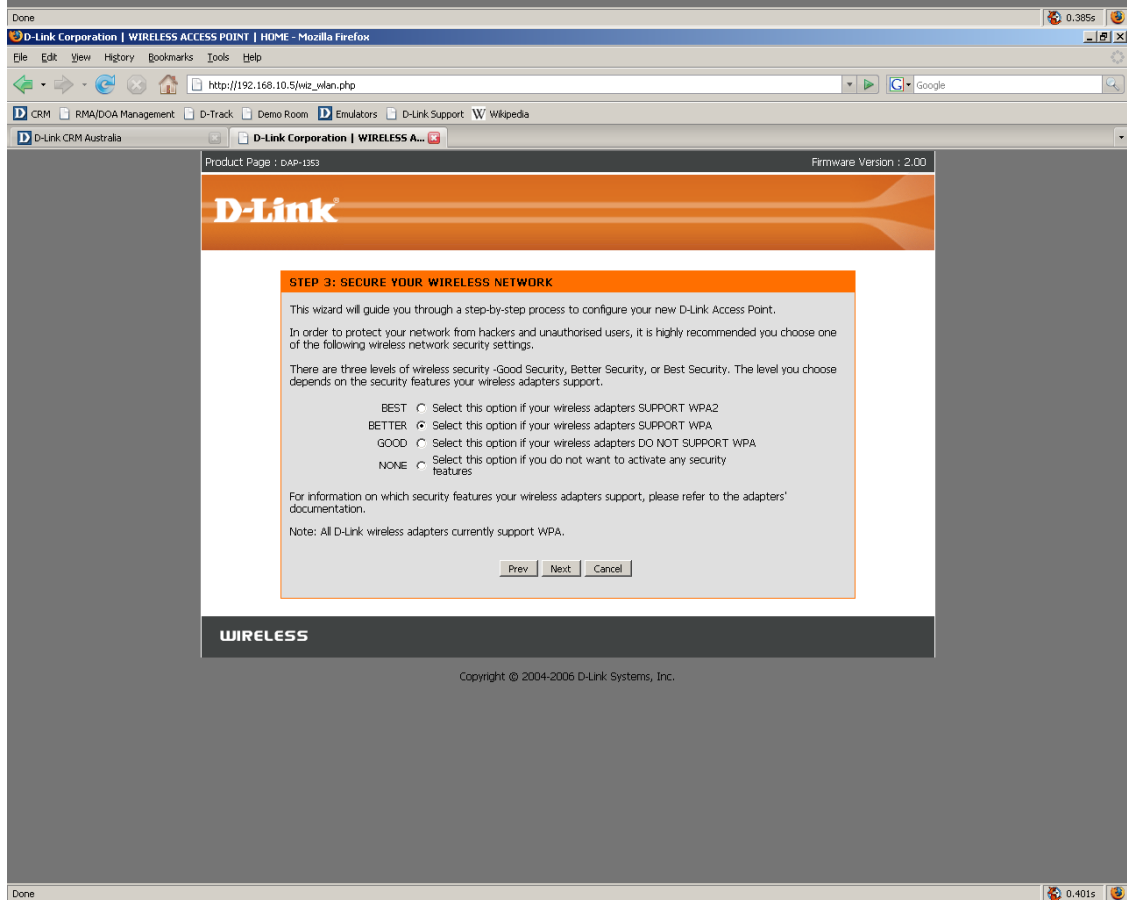 Done
0.385s
D-Link Corporation | WIRELESS ACCESS POINT | HOME - Mozilla Firefox
File Edit View History Bookmarks Tools Help
http://192.168.10.5/wiz_wlan.php
G Google
D CRM RMA/DOA Management D-Track Demo Room D Emulators D-Link Support W Wikipedia
D D-Link CRM Australia D-Link Corporation | WIRELESS A...
Product Page : DAP-1353 Firmware Version : 2.00
D-Link®
STEP 3: SECURE YOUR WIRELESS NETWORK
This wizard will guide you through a step-by-step process to configure your new D-Link Access Point.
In order to protect your network from hackers and unauthorised users, it is highly recommended you choose one
of the following wireless network security settings.
There are three levels of wireless security -Good Security, Better Security, or Best Security. The level you choose
depends on the security features your wireless adapters support.
BEST Select this option if your wireless adapters SUPPORT WPA2
BETTER Select this option if your wireless adapters SUPPORT WPA
GOOD Select this option if your wireless adapters DO NOT SUPPORT WPA
NONE Select this option if you do not want to activate any security
features
For information on which security features your wireless adapters support, please refer to the adapters'
documentation.
Note: All D-Link wireless adapters currently support WPA.
Prev Next Cancel
WIRELESS
Copyright © 2004-2006 D-Link Systems, Inc.
Done
0.401s